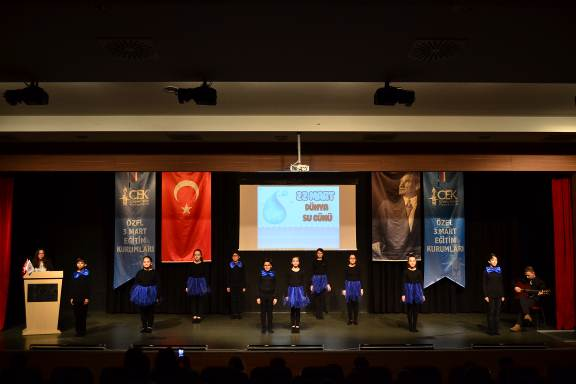 ÇEK
ÖZEL
3 MART
EĞİTİM
KURUMLARI
22 MART
DÜNYA
SU GÜNÜ
ÇEK
ÖZEL
3 MART
EĞİTİM
KURUMLARI